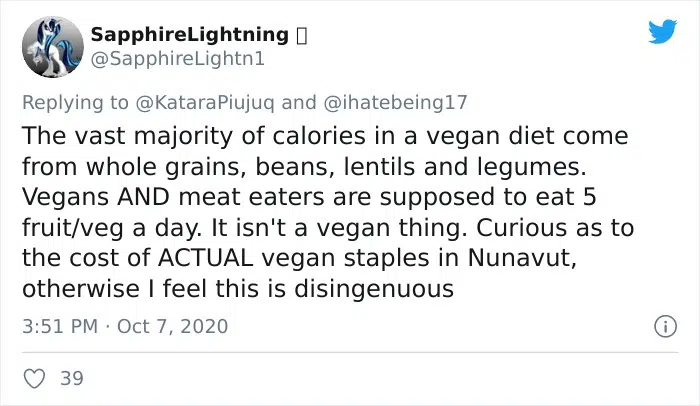 SapphireLightning
@SapphireLightn1
Replying to @KataraPiujuq and @ihatebeing17
The vast majority of calories in a vegan diet come
from whole grains, beans, lentils and legumes.
Vegans AND meat eaters are supposed to eat 5
fruit/veg a day. It isn't a vegan thing. Curious as to
the cost of ACTUAL vegan staples in Nunavut,
otherwise I feel this is disingenuous
3:51 PM · Oct 7, 2020
39